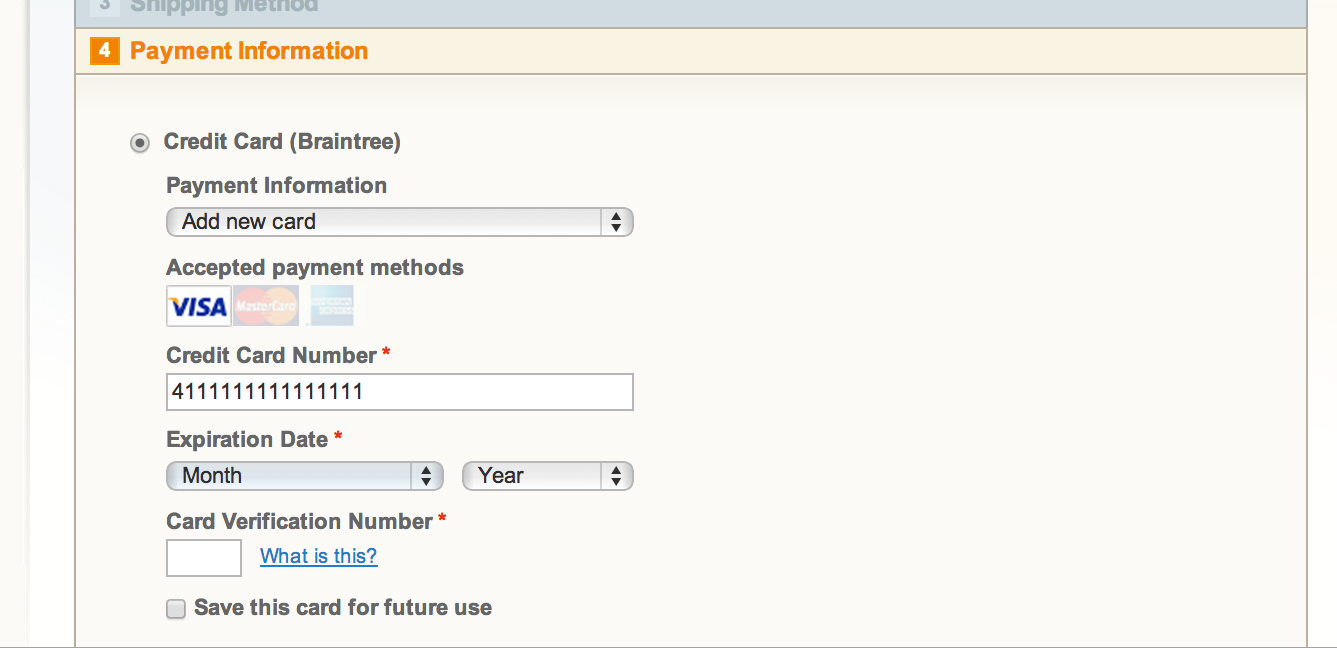 3 Shipping Method
4 Payment Information
Credit Card (Braintree)
Payment Information
Add new card
Accepted payment methods
VISA MasterCard
Credit Card Number *
4111111111111111
Expiration Date *
Month Year
Card Verification Number *
What is this?
Save this card for future use